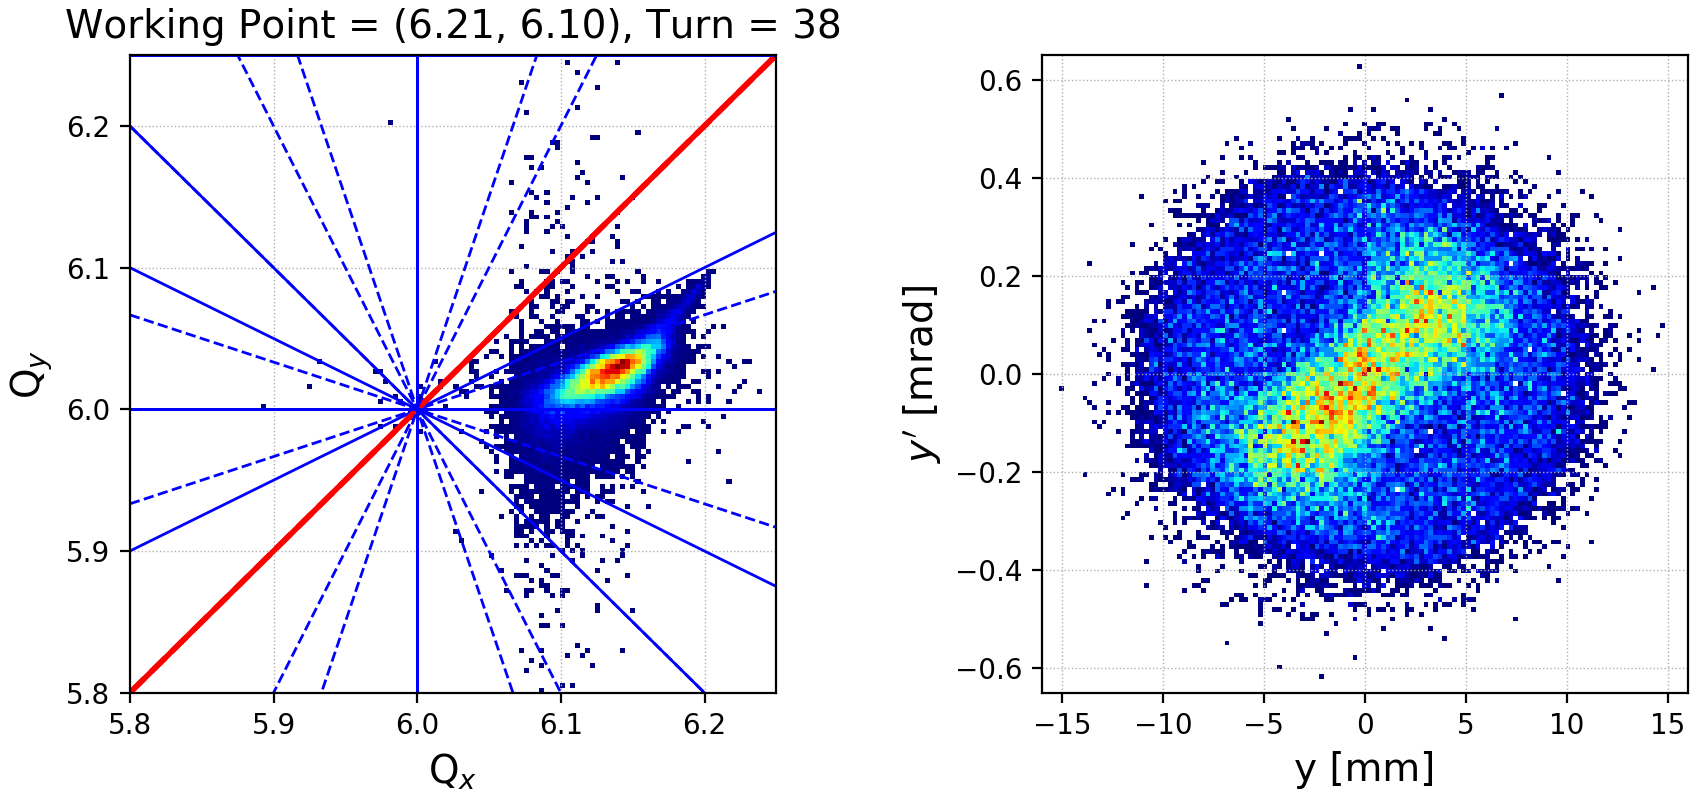 Working Point = (6.21, 6.10), Turn = 38
6.2
6.1
6.0
5.9
5.8
Q_y
5.8 5.9 6.0 6.1 6.2
Q_x
0.6
0.4
0.2
0.0
−0.2
−0.4
−0.6
y′ [mrad]
−15 −10 −5 0 5 10 15
y [mm]